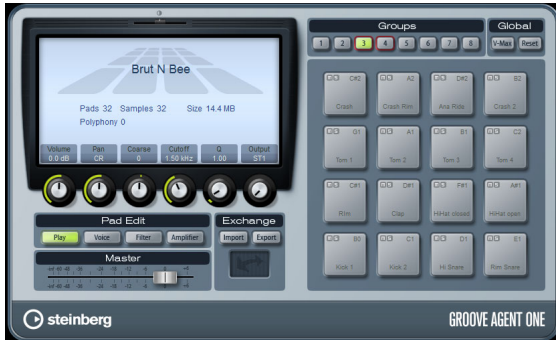 Groups
Global
1 2 3 4 5 6 7 8
V-Max Reset
Brut N Bee
Pads 32 Samples 32 Size 14.4 MB
Polyphony 0
Volume Pan Coarse Cutoff Q Output
0.0 dB CR 0 1.50 kHz 1.00 ST1
C#2 A2 D#2 B2
Crash Crash Rim Ana Ride Crash 2
G1 A1 B1 C2
Tom 1 Tom 2 Tom 3 Tom 4
C#1 D#1 F#1 A#1
Rim Clap HiHat closed HiHat open
B0 C1 D1 E1
Kick 1 Kick 2 Hi Snare Rim Snare
Pad Edit
Exchange
Play Voice Filter Amplifier
Import Export
Master
steinberg
GROOVE AGENT ONE